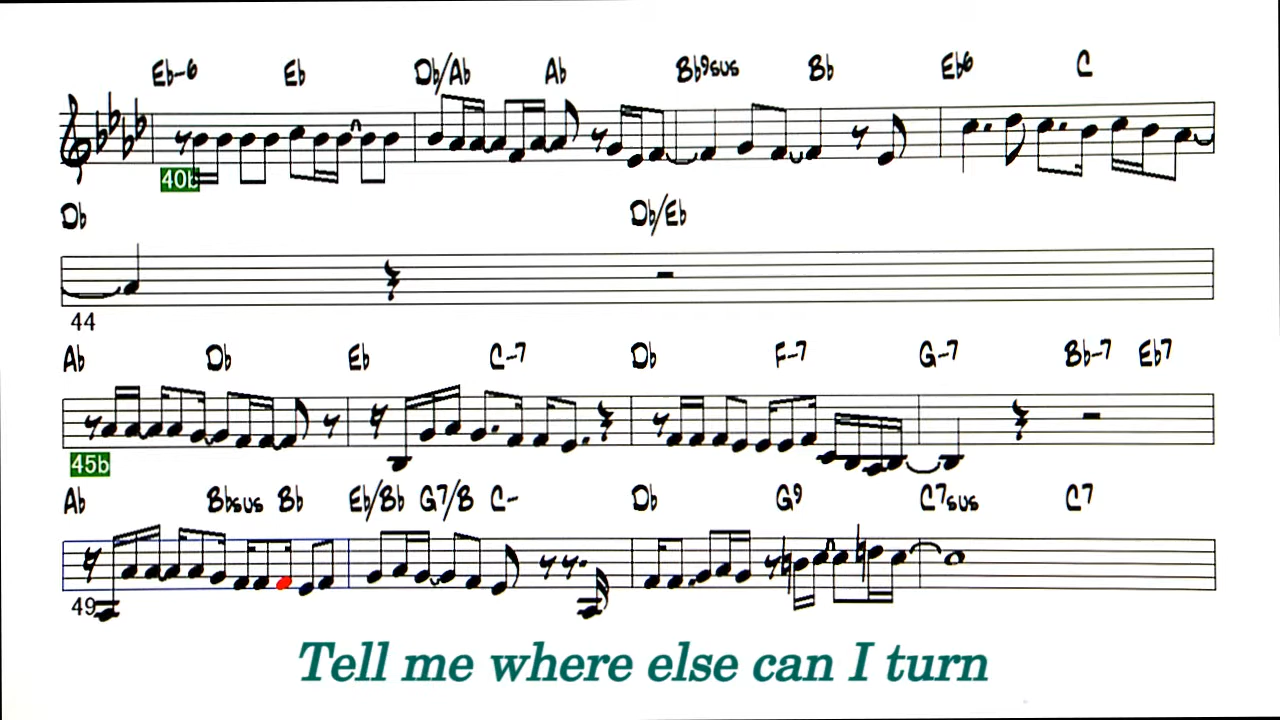 Eb-6 Eb Db/Ab Ab Bb9sus Bb Eb6 C
40b
Db Db/Eb
44
Ab Db Eb C-7 Db F-7 G-7 Bb-7 Eb7
45b
Ab Bbsus Bb Eb/Bb G7/B C- Db G9 C7sus C7
49
Tell me where else can I turn